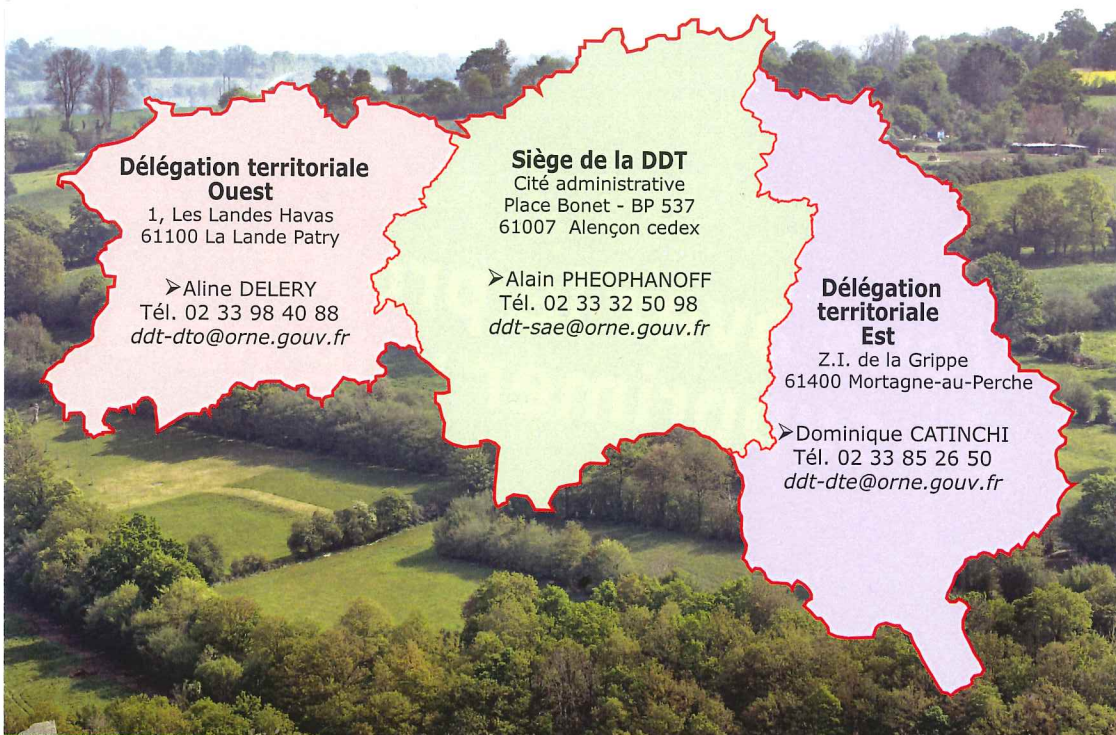 Délégation territoriale
Ouest
1, Les Landes Havas
61100 La Lande Patry
➢Aline DELERY
Tél. 02 33 98 40 88
ddt-dto@orne.gouv.fr
Siège de la DDT
Cité administrative
Place Bonet - BP 537
61007 Alençon cedex
➢Alain PHEOPHANOFF
Tél. 02 33 32 50 98
ddt-sae@orne.gouv.fr
Délégation
territoriale
Est
Z.I. de la Grippe
61400 Mortagne-au-Perche
➢Dominique CATINCHI
Tél. 02 33 85 26 50
ddt-dte@orne.gouv.fr